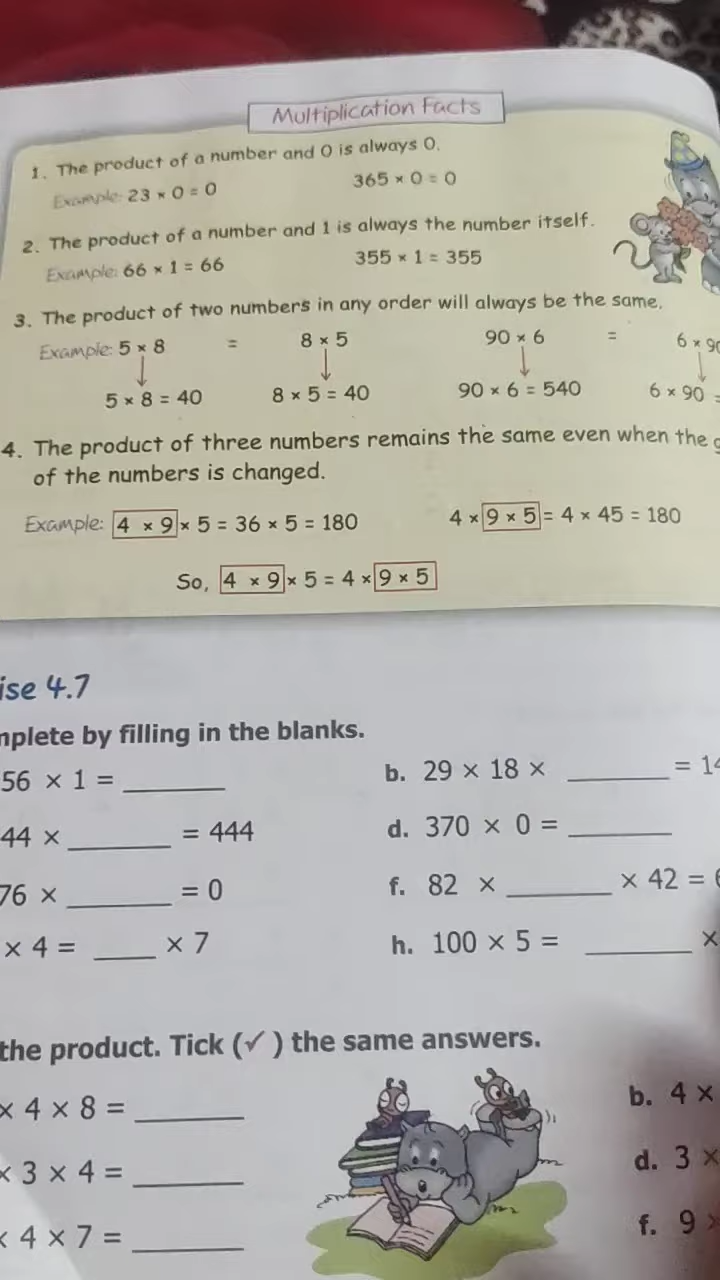 Multiplication Facts
1. The product of a number and 0 is always 0.
Example: 23 × 0 = 0 365 × 0 = 0
2. The product of a number and 1 is always the number itself.
Example: 66 × 1 = 66 355 × 1 = 355
3. The product of two numbers in any order will always be the same.
Example: 5 × 8 = 8 × 5 90 × 6 = 6 × 90
5 × 8 = 40 8 × 5 = 40 90 × 6 = 540 6 × 90 =
4. The product of three numbers remains the same even when the
of the numbers is changed.
Example: 4 × 9 × 5 = 36 × 5 = 180 4 × 9 × 5 = 4 × 45 = 180
So, 4 × 9 × 5 = 4 × 9 × 5
ise 4.7
mplete by filling in the blanks.
56 × 1 = ______ b. 29 × 18 × ______ = 14
44 × ______ = 444 d. 370 × 0 = ______
76 × ______ = 0 f. 82 × ______ × 42 =
× 4 = ____ × 7 h. 100 × 5 = ______ ×
the product. Tick (✓) the same answers.
× 4 × 8 = ______ b. 4 ×
× 3 × 4 = ______ d. 3 ×
× 4 × 7 = ______ f. 9 ×